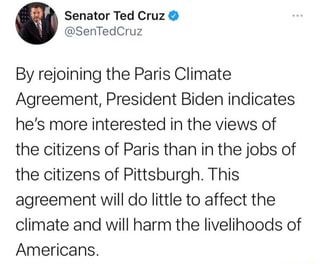 Senator Ted Cruz
@SenTedCruz
By rejoining the Paris Climate
Agreement, President Biden indicates
he's more interested in the views of
the citizens of Paris than in the jobs of
the citizens of Pittsburgh. This
agreement will do little to affect the
climate and will harm the livelihoods of
Americans.